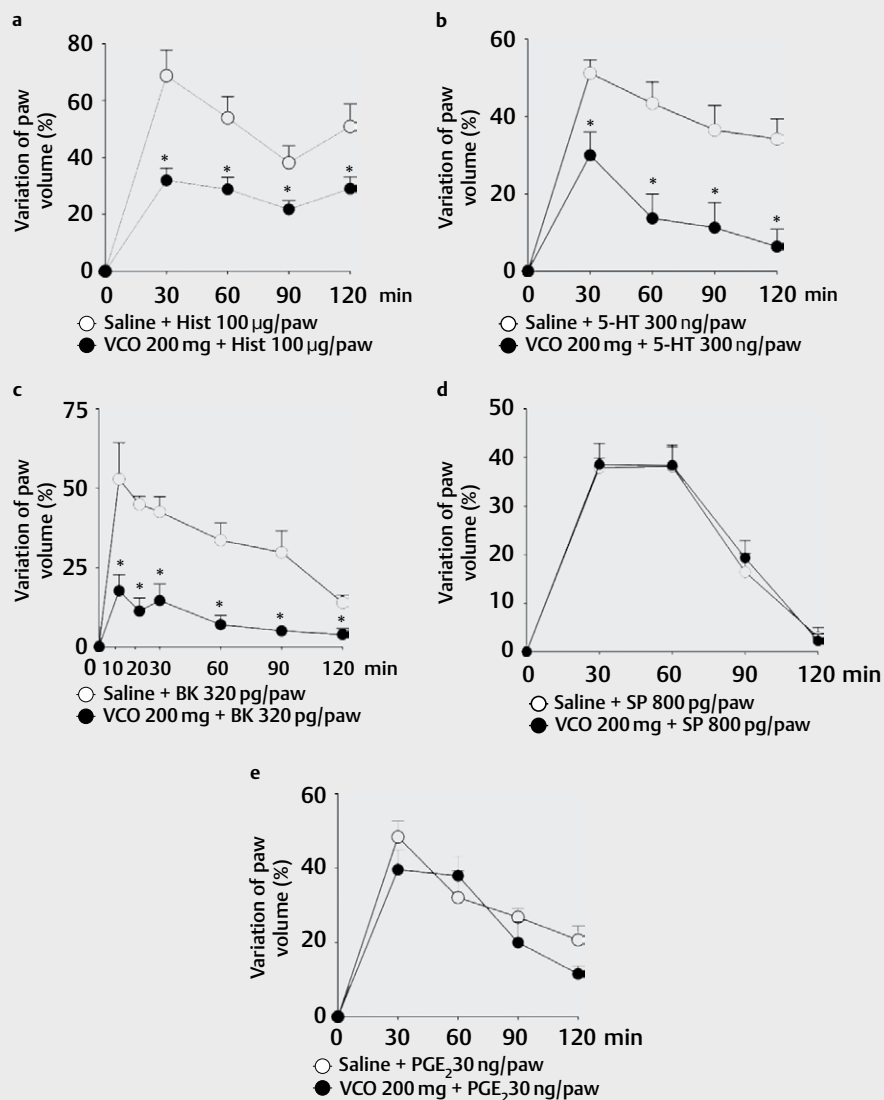 a
Variation of paw
volume (%)
80
60
40
20
0
*
*
*
*
0 30 60 90 120 min
Saline + Hist 100 µg/paw
VCO 200 mg + Hist 100 µg/paw
b
Variation of paw
volume (%)
60
40
20
0
*
*
*
*
0 30 60 90 120 min
Saline + 5-HT 300 ng/paw
VCO 200 mg + 5-HT 300 ng/paw
c
Variation of paw
volume (%)
75
50
25
0
*
*
*
*
*
*
0 10 20 30 60 90 120 min
Saline + BK 320 pg/paw
VCO 200 mg + BK 320 pg/paw
d
Variation of paw
volume (%)
50
40
30
20
10
0
0 30 60 90 120 min
Saline + SP 800 pg/paw
VCO 200 mg + SP 800 pg/paw
e
Variation of paw
volume (%)
60
40
20
0
0 30 60 90 120 min
Saline + PGE₂30 ng/paw
VCO 200 mg + PGE₂30 ng/paw